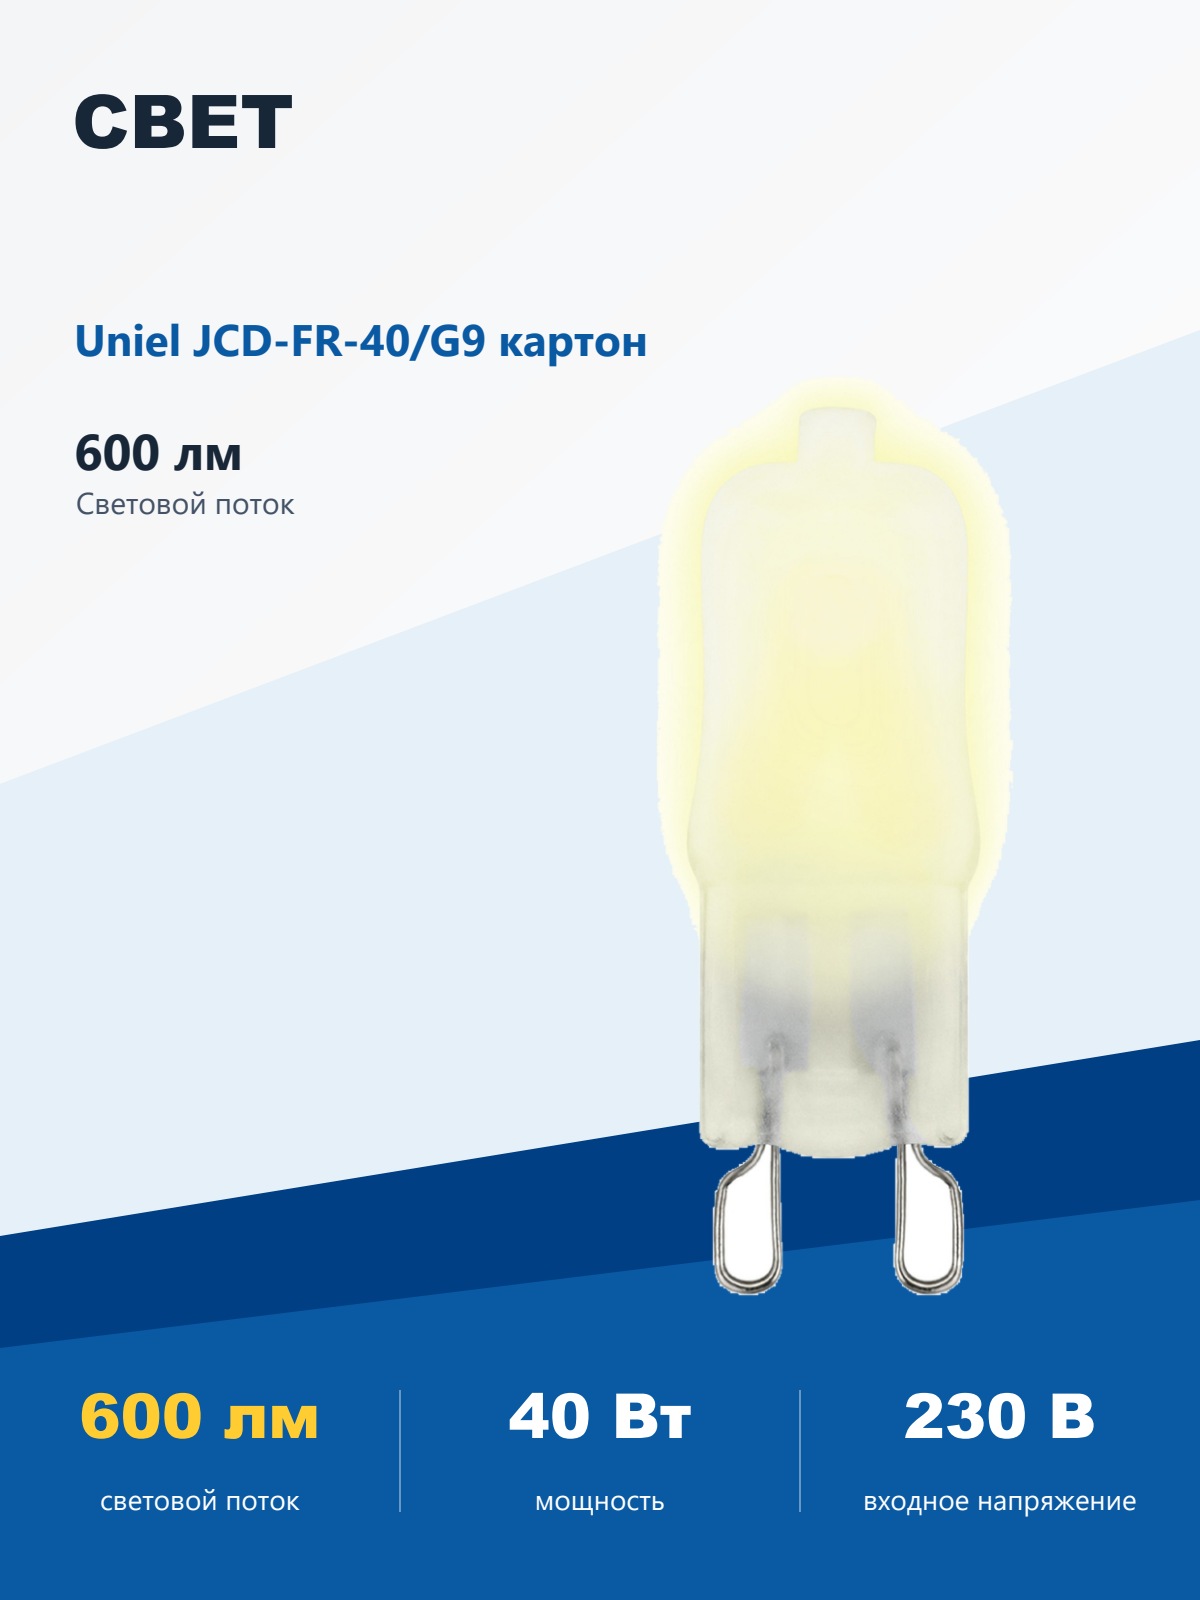 СВЕТ
Uniel JCD-FR-40/G9 картон
600 лм
Световой поток
600 лм
40 Вт
230 В
световой поток
мощность
входное напряжение